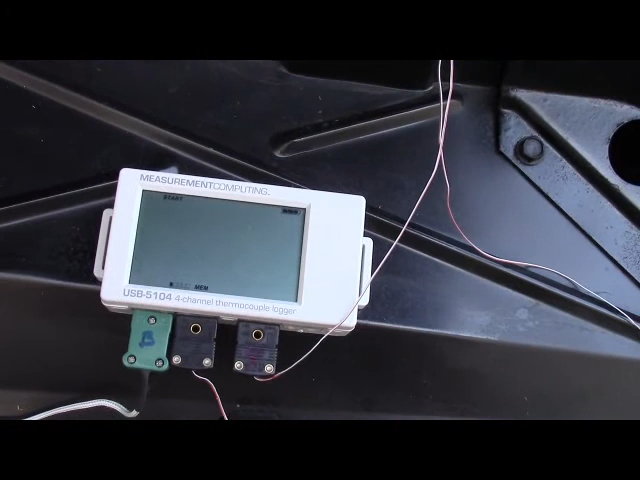 MEASUREMENTCOMPUTING
START
MEM
USB-5104 4-channel thermocouple logger